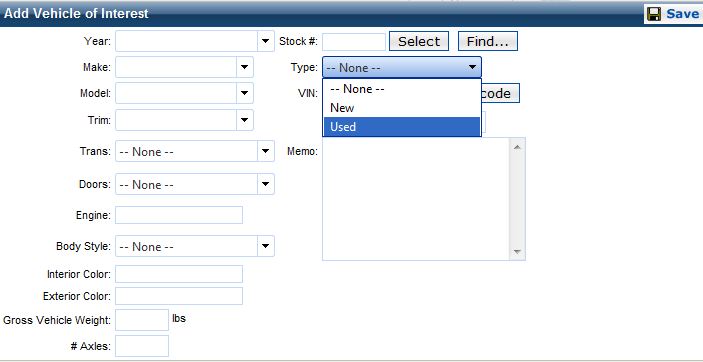 Add Vehicle of Interest Save
Year: Stock #: Select Find...
Make: Type: -- None --
-- None --
Model: VIN: code
New
Trim:
Used
Trans: -- None -- Memo:
Doors: -- None --
Engine:
Body Style: -- None --
Interior Color:
Exterior Color:
Gross Vehicle Weight: lbs
# Axles: